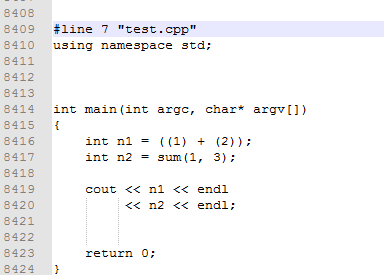 8408
8409 #line 7 "test.cpp"
8410 using namespace std;
8411
8412
8413
8414 int main(int argc, char* argv[])
8415 {
8416     int n1 = ((1) + (2));
8417     int n2 = sum(1, 3);
8418
8419     cout << n1 << endl
8420          << n2 << endl;
8421
8422
8423     return 0;
8424 }